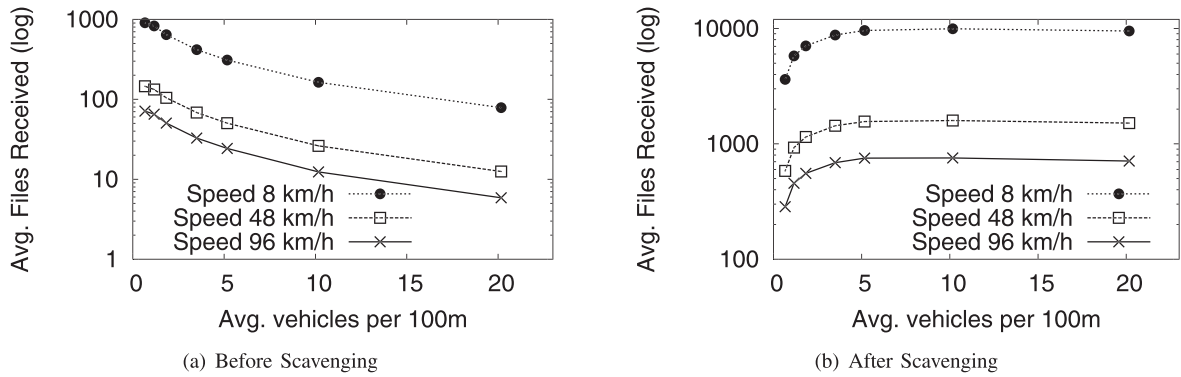 Avg. Files Received (log)
1000
100
10
1
Speed 8 km/h
Speed 48 km/h
Speed 96 km/h
0 5 10 15 20
Avg. vehicles per 100m
(a) Before Scavenging
Avg. Files Received (log)
10000
1000
100
Speed 8 km/h
Speed 48 km/h
Speed 96 km/h
0 5 10 15 20
Avg. vehicles per 100m
(b) After Scavenging